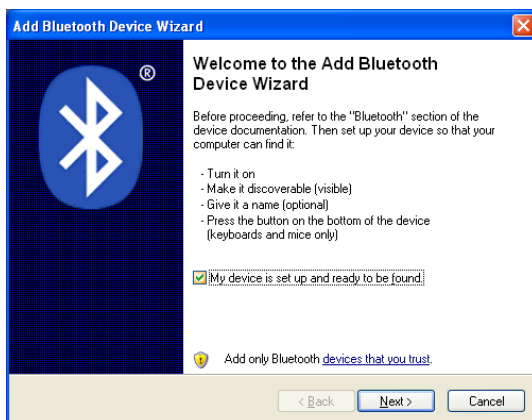 Add Bluetooth Device Wizard
®
Welcome to the Add Bluetooth
Device Wizard
Before proceeding, refer to the "Bluetooth" section of the
device documentation. Then set up your device so that your
computer can find it:
- Turn it on
- Make it discoverable (visible)
- Give it a name (optional)
- Press the button on the bottom of the device
(keyboards and mice only)
My device is set up and ready to be found.
Add only Bluetooth devices that you trust.
< Back
Next >
Cancel